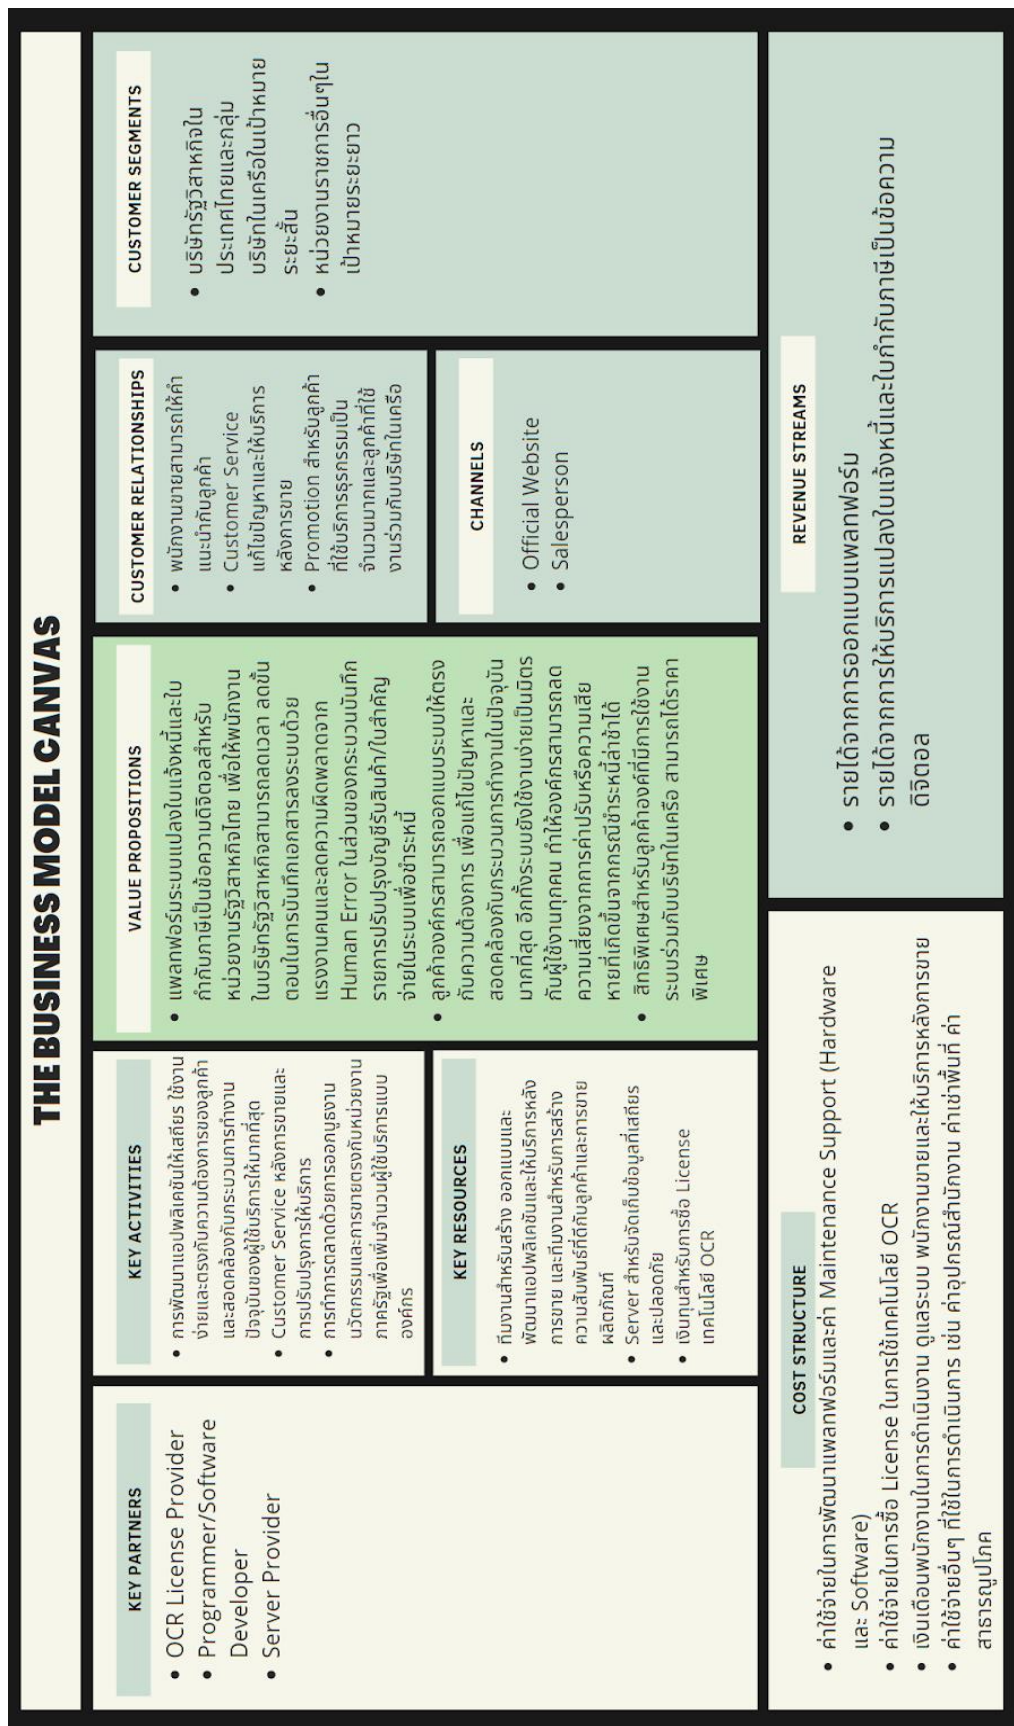 THE BUSINESS MODEL CANVAS
KEY PARTNERS
• OCR License Provider
• Programmer/Software
Developer
• Server Provider
KEY ACTIVITIES
• การพัฒนาแอปพลิเคชันให้เสถียร ใช้งาน
ง่ายและตรงกับความต้องการของลูกค้า
และสอดคล้องกับกระบวนการทำงาน
ปัจจุบันของผู้ใช้บริการให้มากที่สุด
• Customer Service หลังการขายและ
การปรับปรุงการให้บริการ
• การทำการตลาดด้วยการออกบูธงาน
นวัตกรรมและการขายตรงกับหน่วยงาน
ภาครัฐเพื่อเพิ่มจำนวนผู้ใช้บริการแบบ
องค์กร
KEY RESOURCES
• ทีมงานสำหรับสร้าง ออกแบบและ
พัฒนาแอปพลิเคชันและให้บริการหลัง
การขาย และทีมงานสำหรับการสร้าง
ความสัมพันธ์ที่ดีกับลูกค้าและการขาย
ผลิตภัณฑ์
• Server สำหรับจัดเก็บข้อมูลที่เสถียร
และปลอดภัย
• เงินทุนสำหรับการซื้อ License
เทคโนโลยี OCR
VALUE PROPOSITIONS
• แพลทฟอร์มระบบแปลงใบแจ้งหนี้และใบ
กำกับภาษีเป็นข้อความดิจิตอลสำหรับ
หน่วยงานรัฐวิสาหกิจไทย เพื่อให้พนักงาน
ในบริษัทรัฐวิสาหกิจสามารถลดเวลา ลดขั้น
ตอนในการบันทึกเอกสารลงระบบด้วย
แรงงานคนและลดความผิดพลาดจาก
Human Error ในส่วนของกระบวนบันทึก
รายการปรับปรุงบัญชีรับสินค้า/ใบสำคัญ
จ่ายในระบบเพื่อชำระหนี้
• ลูกค้าองค์กรสามารถออกแบบระบบให้ตรง
กับความต้องการ เพื่อแก้ไขปัญหาและ
สอดคล้องกับกระบวนการทำงานในปัจจุบัน
มากที่สุด อีกทั้งระบบยังใช้งานง่ายเป็นมิตร
กับผู้ใช้งานทุกคน ทำให้องค์กรสามารถลด
ความเสี่ยงจากการค่าปรับหรือความเสีย
หายที่เกิดขึ้นจากกรณีชำระหนี้ล่าช้าได้
• สิทธิพิเศษสำหรับลูกค้าองค์ที่มีการใช้งาน
ระบบร่วมกับบริษัทในเครือ สามารถได้ราคา
พิเศษ
CUSTOMER RELATIONSHIPS
• พนักงานขายสามารถให้คำ
แนะนำกับลูกค้า
• Customer Service
แก้ไขปัญหาและให้บริการ
หลังการขาย
• Promotion สำหรับลูกค้า
ที่ใช้บริการธุรกรรมเป็น
จำนวนมากและลูกค้าที่ใช้
งานร่วมกับบริษัทในเครือ
CHANNELS
• Official Website
• Salesperson
CUSTOMER SEGMENTS
• บริษัทรัฐวิสาหกิจใน
ประเทศไทยและกลุ่ม
บริษัทในเครือในเป้าหมาย
ระยะสั้น
• หน่วยงานราชการอื่นๆใน
เป้าหมายระยะยาว
COST STRUCTURE
• ค่าใช้จ่ายในการพัฒนาแพลทฟอร์มและค่า Maintenance Support (Hardware
และ Software)
• ค่าใช้จ่ายในการซื้อ License ในการใช้เทคโนโลยี OCR
• เงินเดือนพนักงานในการดำเนินงาน ดูแลระบบ พนักงานขายและให้บริการหลังการขาย
• ค่าใช้จ่ายอื่นๆ ที่ใช้ในการดำเนินการ เช่น ค่าอุปกรณ์สำนักงาน ค่าเช่าพื้นที่ ค่า
สาธารณูปโภค
REVENUE STREAMS
• รายได้จากการออกแบบแพลทฟอร์ม
• รายได้จากการให้บริการแปลงใบแจ้งหนี้และใบกำกับภาษีเป็นข้อความ
ดิจิตอล